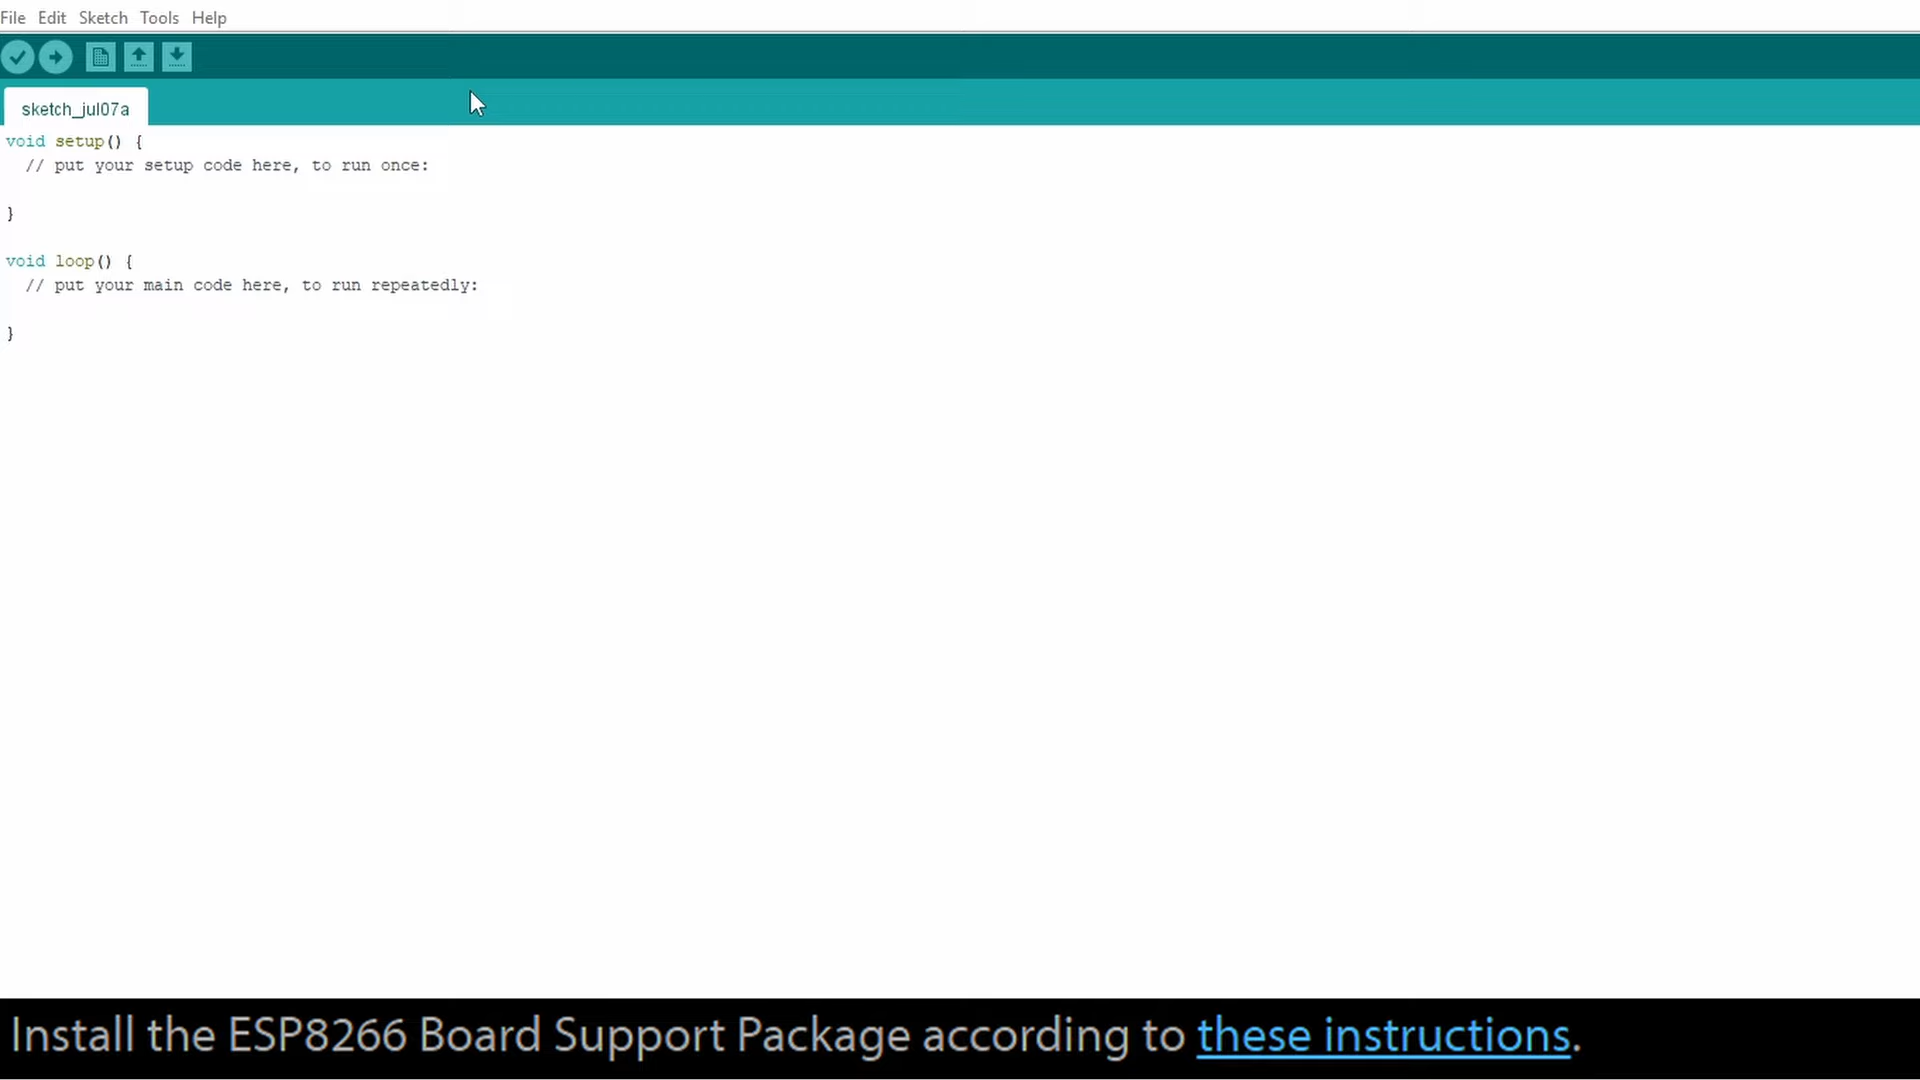 File Edit Sketch Tools Help
sketch_jul07a
void setup() {
  // put your setup code here, to run once:
}
void loop() {
  // put your main code here, to run repeatedly:
}
Install the ESP8266 Board Support Package according to these instructions.